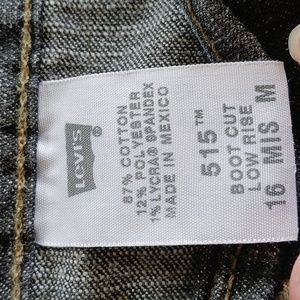 LEVI'S ®
87% COTTON
12% POLYESTER
1% LYCRA® SPANDEX
MADE IN MEXICO
515™
BOOT CUT
LOW RISE
16 MIS M